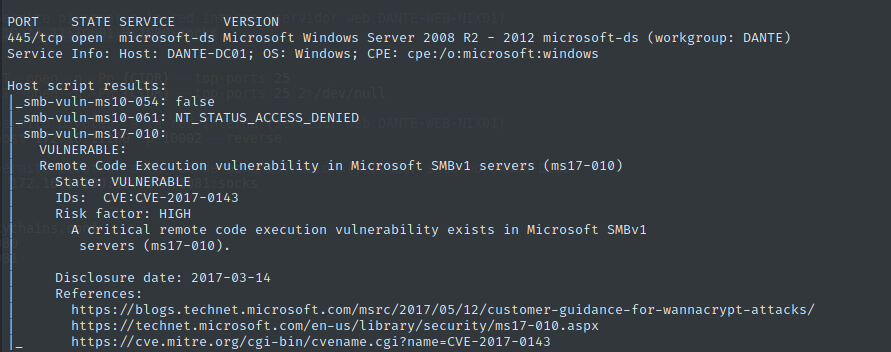 PORT    STATE SERVICE      VERSION
445/tcp open  microsoft-ds Microsoft Windows Server 2008 R2 - 2012 microsoft-ds (workgroup: DANTE)
Service Info: Host: DANTE-DC01; OS: Windows; CPE: cpe:/o:microsoft:windows
Host script results:
|_smb-vuln-ms10-054: false
|_smb-vuln-ms10-061: NT_STATUS_ACCESS_DENIED
| smb-vuln-ms17-010:
|   VULNERABLE:
|   Remote Code Execution vulnerability in Microsoft SMBv1 servers (ms17-010)
|     State: VULNERABLE
|     IDs:  CVE:CVE-2017-0143
|     Risk factor: HIGH
|       A critical remote code execution vulnerability exists in Microsoft SMBv1
|        servers (ms17-010).
|
|     Disclosure date: 2017-03-14
|     References:
|       https://blogs.technet.microsoft.com/msrc/2017/05/12/customer-guidance-for-wannacrypt-attacks/
|       https://technet.microsoft.com/en-us/library/security/ms17-010.aspx
|_      https://cve.mitre.org/cgi-bin/cvename.cgi?name=CVE-2017-0143